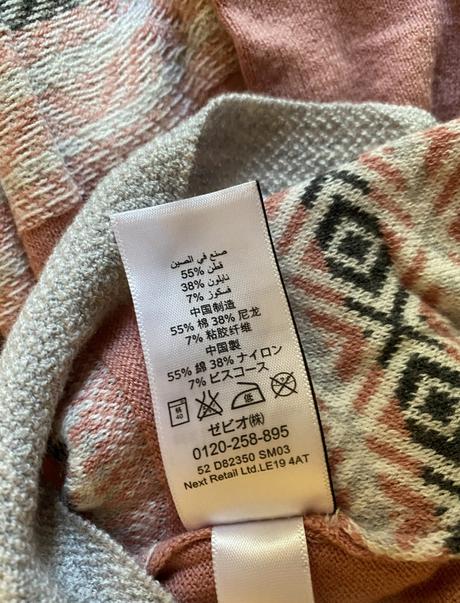 صنع في الصين
55% قطن
38% نايلون
7% فسكوز
中国制造
55% 棉 38% 尼龙
7% 粘胶纤维
中国製
55% 綿 38% ナイロン
7% ビスコース
低
ゼビオ㈱
0120-258-895
52 D82350 SM03
Next Retail Ltd.LE19 4AT